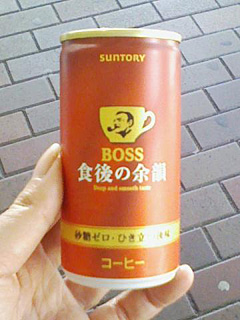 SUNTORY
BOSS
食後の余韻
Deep and smooth taste
砂糖ゼロ・ひき立
コーヒー